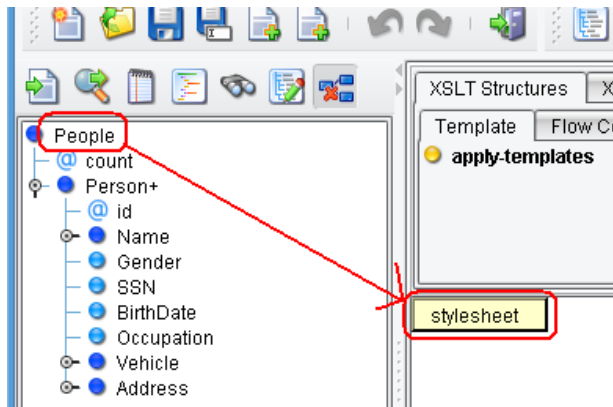 XSLT Structures X
Template Flow Co
apply-templates
People
@ count
Person+
@ id
Name
Gender
SSN
BirthDate
Occupation
Vehicle
Address
stylesheet